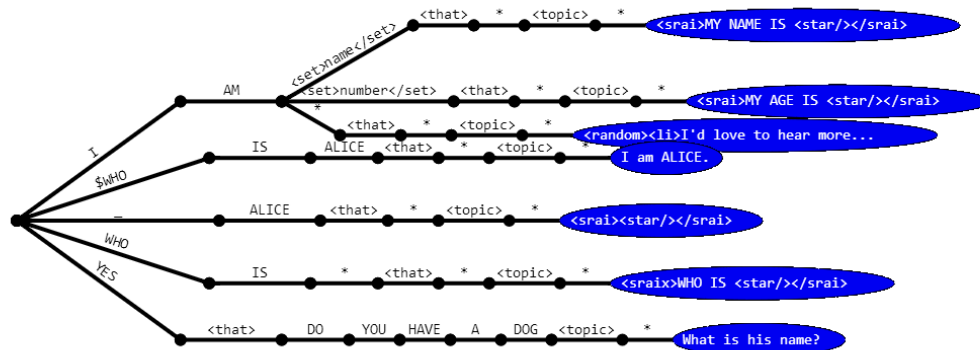 <that> * <topic> * <srai>MY NAME IS <star/></srai>
<set>name</set>
AM <set>number</set> <that> * <topic> * <srai>MY AGE IS <star/></srai>
* <that> * <topic> * <random><li>I'd love to hear more...
I
IS ALICE <that> * <topic> * I am ALICE.
$WHO
_ ALICE <that> * <topic> * <srai><star/></srai>
WHO
IS * <that> * <topic> * <sraix>WHO IS <star/></srai>
YES
<that> DO YOU HAVE A DOG <topic> * What is his name?